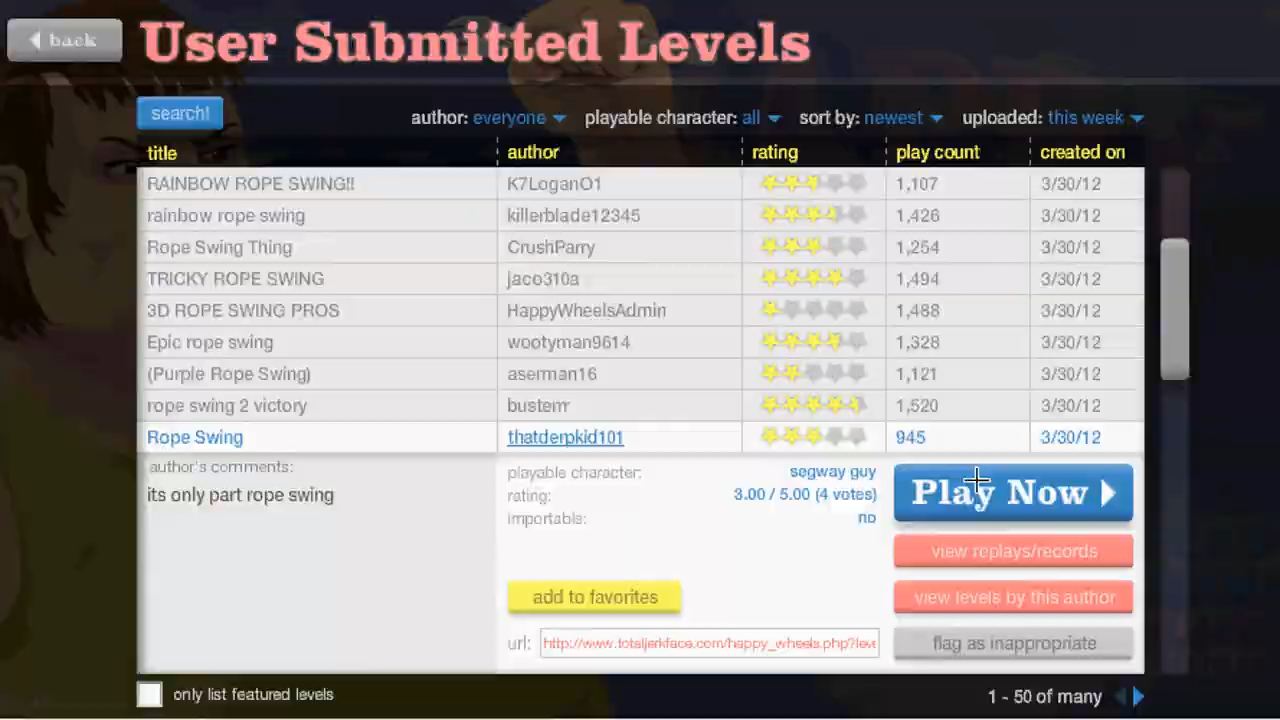 back
User Submitted Levels
search!
author: everyone playable character: all sort by: newest uploaded: this week
title author rating play count created on
RAINBOW ROPE SWING!! K7LoganO1 1,107 3/30/12
rainbow rope swing killerblade12345 1,426 3/30/12
Rope Swing Thing CrushParry 1,254 3/30/12
TRICKY ROPE SWING jaco310a 1,494 3/30/12
3D ROPE SWING PROS HappyWheelsAdmin 1,488 3/30/12
Epic rope swing wootyman9614 1,328 3/30/12
(Purple Rope Swing) aserman16 1,121 3/30/12
rope swing 2 victory busterrr 1,520 3/30/12
Rope Swing thatderpkid101 945 3/30/12
author's comments:
its only part rope swing
playable character: segway guy
rating: 3.00 / 5.00 (4 votes)
importable: no
Play Now
view replays/records
add to favorites
view levels by this author
url: http://www.totaljerkface.com/happy_wheels.php?leve
flag as inappropriate
only list featured levels
1 - 50 of many